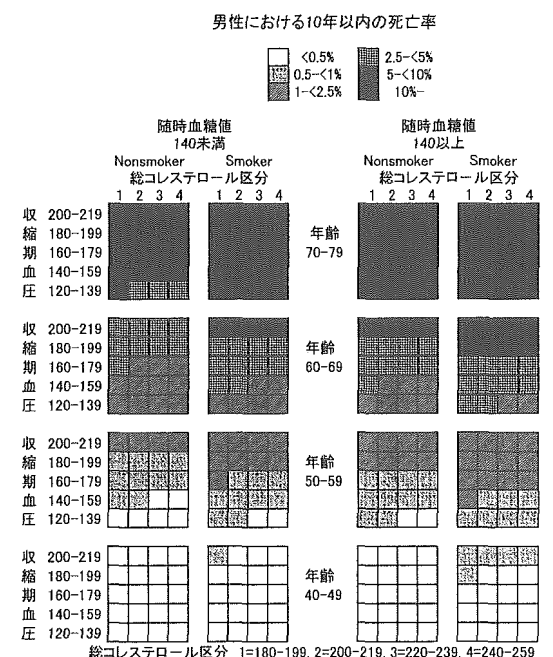 男性における10年以内の死亡率
<0.5% 2.5-<5%
0.5-<1% 5-<10%
1-<2.5% 10%-
随時血糖値 随時血糖値
140未満 140以上
Nonsmoker Smoker Nonsmoker Smoker
総コレステロール区分 総コレステロール区分
1 2 3 4 1 2 3 4 1 2 3 4 1 2 3 4
収 200-219
縮 180-199 年齢
期 160-179 70-79
血 140-159
圧 120-139
収 200-219
縮 180-199 年齢
期 160-179 60-69
血 140-159
圧 120-139
収 200-219
縮 180-199 年齢
期 160-179 50-59
血 140-159
圧 120-139
収 200-219
縮 180-199 年齢
期 160-179 40-49
血 140-159
圧 120-139
総コレステロール区分 1=180-199, 2=200-219, 3=220-239, 4=240-259